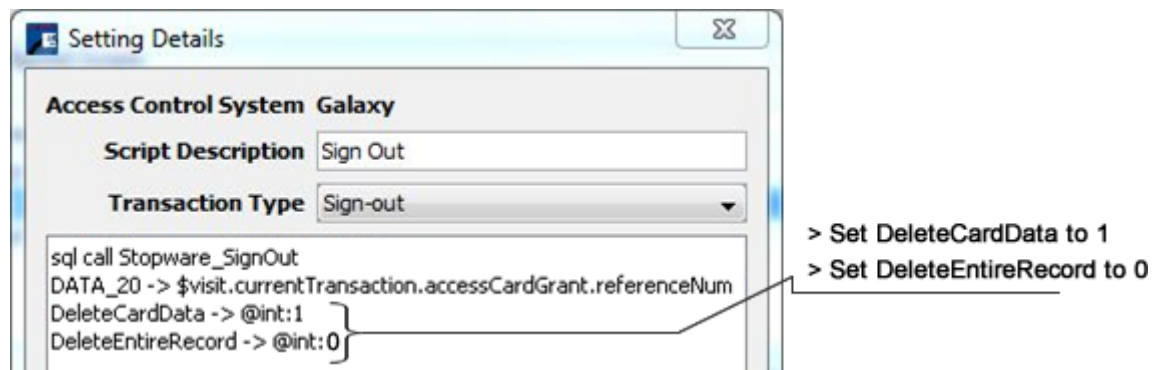 Setting Details
Access Control System Galaxy
Script Description Sign Out
Transaction Type Sign-out
sql call Stopware_SignOut
DATA_20 -> $visit.currentTransaction.accessCardGrant.referenceNum
DeleteCardData -> @int:1
DeleteEntireRecord -> @int:0
> Set DeleteCardData to 1
> Set DeleteEntireRecord to 0